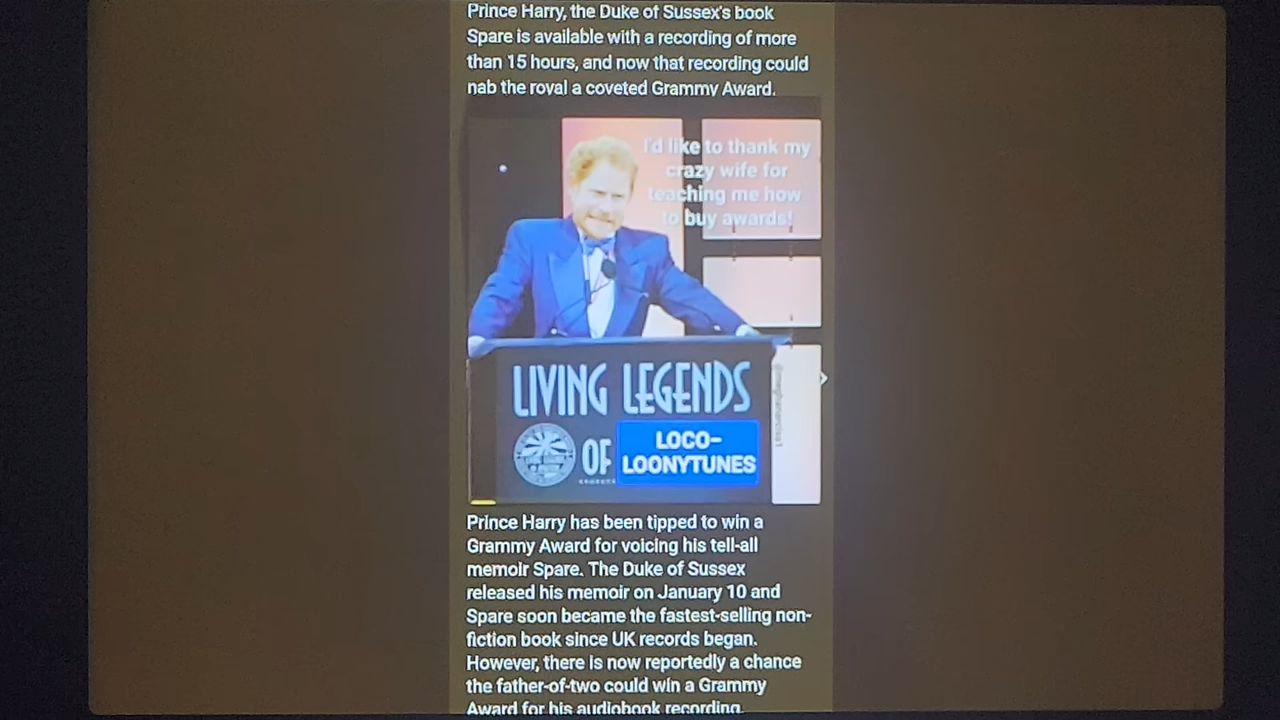 Prince Harry, the Duke of Sussex's book
Spare is available with a recording of more
than 15 hours, and now that recording could
nab the royal a coveted Grammy Award.
I'd like to thank my
crazy wife for
teaching me how
to buy awards!
LIVING LEGENDS
OF
LOCO-
LOONYTUNES
Prince Harry has been tipped to win a
Grammy Award for voicing his tell-all
memoir Spare. The Duke of Sussex
released his memoir on January 10 and
Spare soon became the fastest-selling non-
fiction book since UK records began.
However, there is now reportedly a chance
the father-of-two could win a Grammy
Award for his audiobook recording.